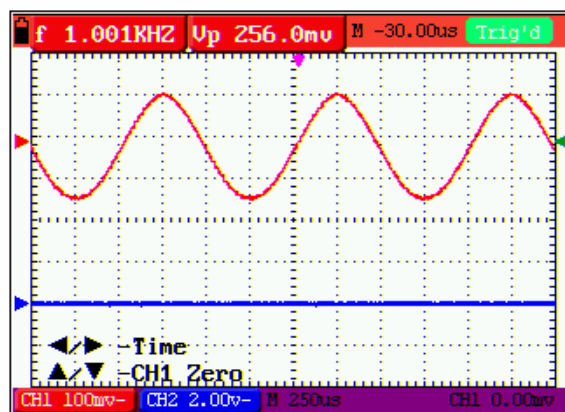 f 1.001KHZ Vp 256.0mv M -30.00us Trig'd
◀/▶ -Time
▲/▼ -CH1 Zero
CH1 100mv- CH2 2.00v- M 250us CH1 0.00mv